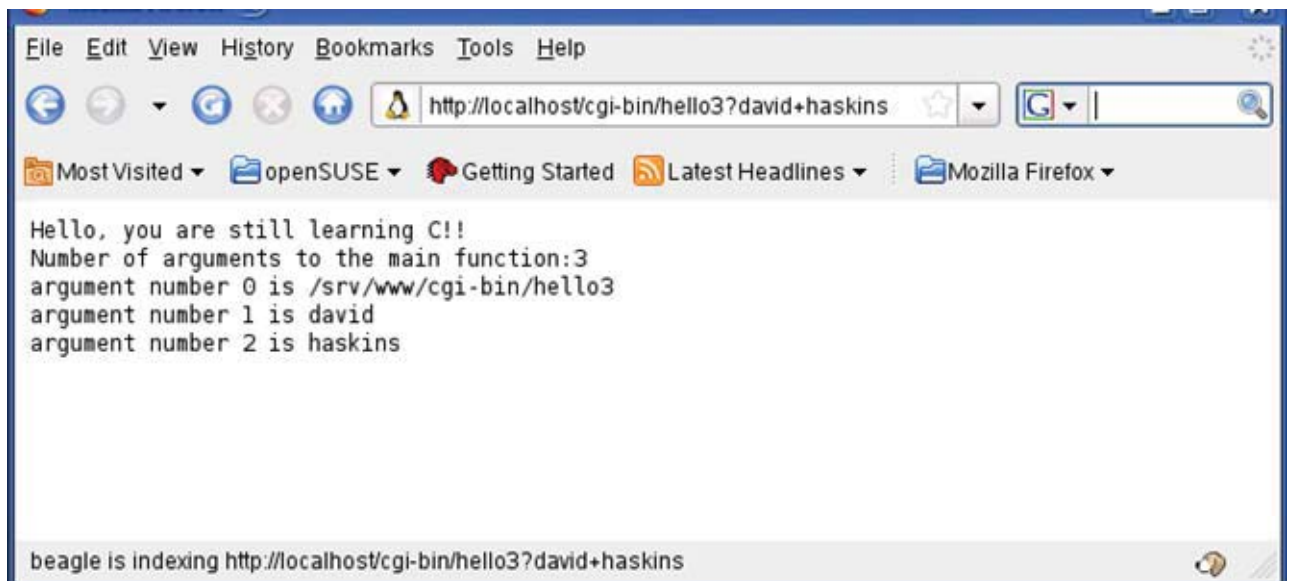 File Edit View History Bookmarks Tools Help
http://localhost/cgi-bin/hello3?david+haskins G
Most Visited openSUSE Getting Started Latest Headlines Mozilla Firefox
Hello, you are still learning C!!
Number of arguments to the main function:3
argument number 0 is /srv/www/cgi-bin/hello3
argument number 1 is david
argument number 2 is haskins
beagle is indexing http://localhost/cgi-bin/hello3?david+haskins